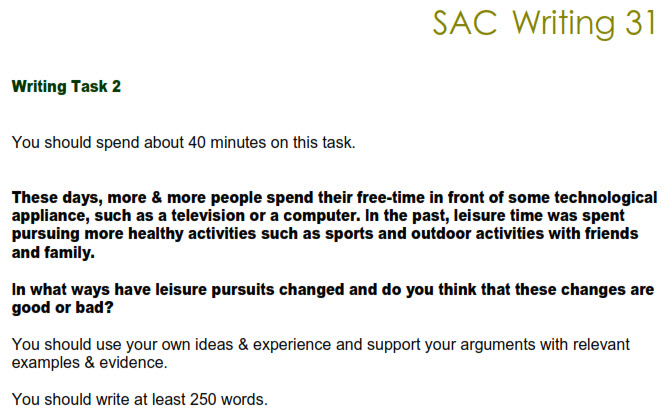 SAC Writing 31
Writing Task 2
You should spend about 40 minutes on this task.
These days, more & more people spend their free-time in front of some technological
appliance, such as a television or a computer. In the past, leisure time was spent
pursuing more healthy activities such as sports and outdoor activities with friends
and family.
In what ways have leisure pursuits changed and do you think that these changes are
good or bad?
You should use your own ideas & experience and support your arguments with relevant
examples & evidence.
You should write at least 250 words.